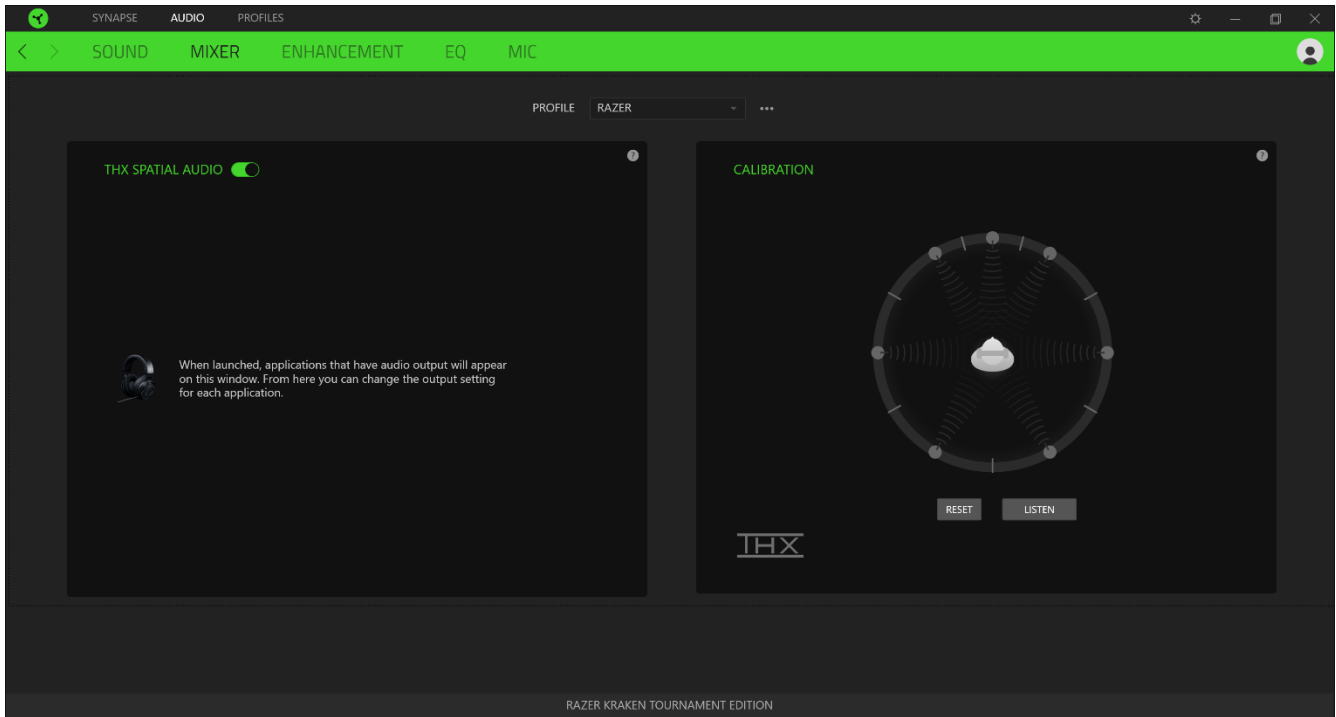 SYNAPSE AUDIO PROFILES
SOUND MIXER ENHANCEMENT EQ MIC
PROFILE RAZER
THX SPATIAL AUDIO
?
When launched, applications that have audio output will appear
on this window. From here you can change the output setting
for each application.
CALIBRATION
?
RESET LISTEN
THX
RAZER KRAKEN TOURNAMENT EDITION